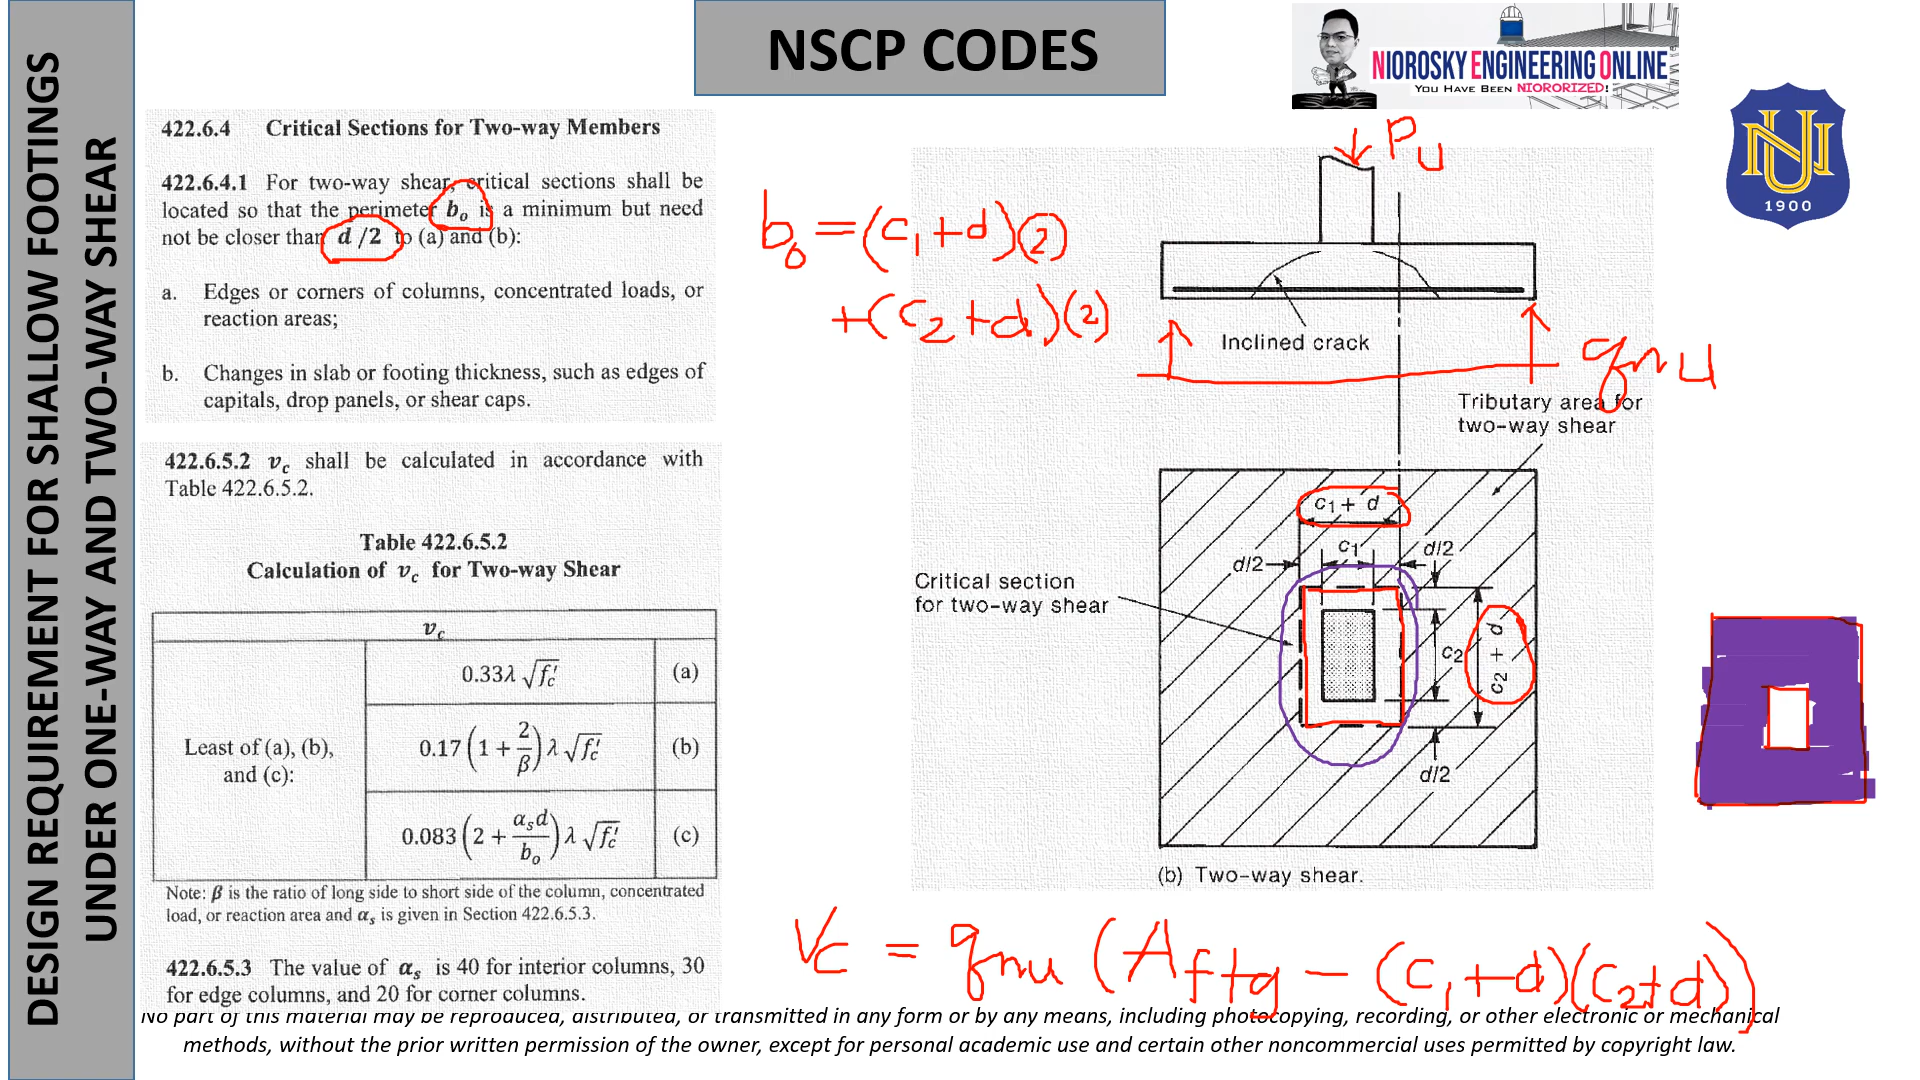 DESIGN REQUIREMENT FOR SHALLOW FOOTINGS
UNDER ONE-WAY AND TWO-WAY SHEAR
NSCP CODES
NIOROSKY ENGINEERING ONLINE
YOU HAVE BEEN NIORORIZED!
NU
1900
422.6.4 Critical Sections for Two-way Members
422.6.4.1 For two-way shear, critical sections shall be
located so that the perimeter b₀ is a minimum but need
not be closer than d /2 to (a) and (b):
a. Edges or corners of columns, concentrated loads, or
reaction areas;
b. Changes in slab or footing thickness, such as edges of
capitals, drop panels, or shear caps.
422.6.5.2 v_c shall be calculated in accordance with
Table 422.6.5.2.
Table 422.6.5.2
Calculation of v_c for Two-way Shear
v_c
Least of (a), (b),
and (c):
0.33λ √f'c (a)
0.17 (1 + 2/β) λ √f'c (b)
0.083 (2 + α_s d/b_o) λ √f'c (c)
Note: β is the ratio of long side to short side of the column, concentrated
load, or reaction area and α_s is given in Section 422.6.5.3.
422.6.5.3 The value of α_s is 40 for interior columns, 30
for edge columns, and 20 for corner columns.
b₀ = (c₁+d)(2)
+(c₂+d)(2)
Pu
Inclined crack
qnu
Tributary area for
two-way shear
c₁ + d
c₁
d/2
d/2
Critical section
for two-way shear
c₂
c₂ + d
d/2
(b) Two-way shear.
Vc = qnu (Aftg − (c₁+d)(c₂+d))
No part of this material may be reproduced, distributed, or transmitted in any form or by any means, including photocopying, recording, or other electronic or mechanical
methods, without the prior written permission of the owner, except for personal academic use and certain other noncommercial uses permitted by copyright law.